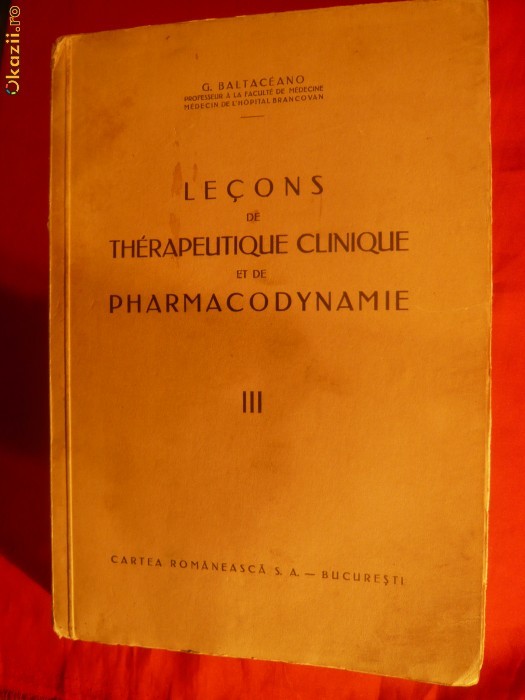 Okazii.ro
G. BALTACÉANO
PROFESSEUR A LA FACULTÉ DE MÉDECINE
MÉDECIN DE L'HÔPITAL BRANCOVAN
LEÇONS
DE
THÉRAPEUTIQUE CLINIQUE
ET DE
PHARMACODYNAMIE
III
CARTEA ROMÂNEASCĂ S. A. — BUCUREŞTI